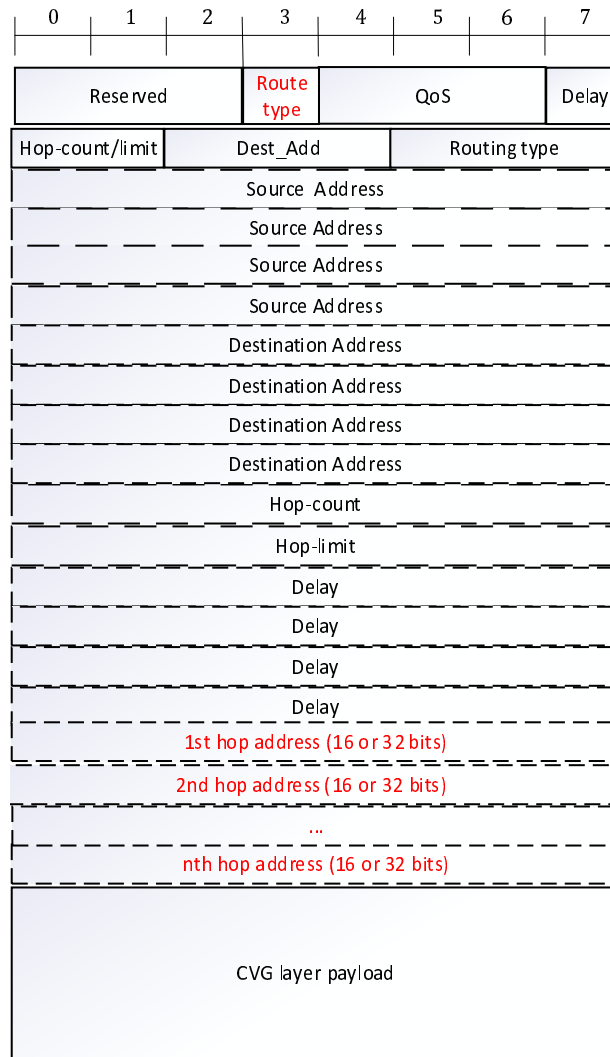 0 1 2 3 4 5 6 7
Reserved Route type QoS Delay
Hop-count/limit Dest_Add Routing type
Source Address
Source Address
Source Address
Source Address
Destination Address
Destination Address
Destination Address
Destination Address
Hop-count
Hop-limit
Delay
Delay
Delay
Delay
1st hop address (16 or 32 bits)
2nd hop address (16 or 32 bits)
...
nth hop address (16 or 32 bits)
CVG layer payload